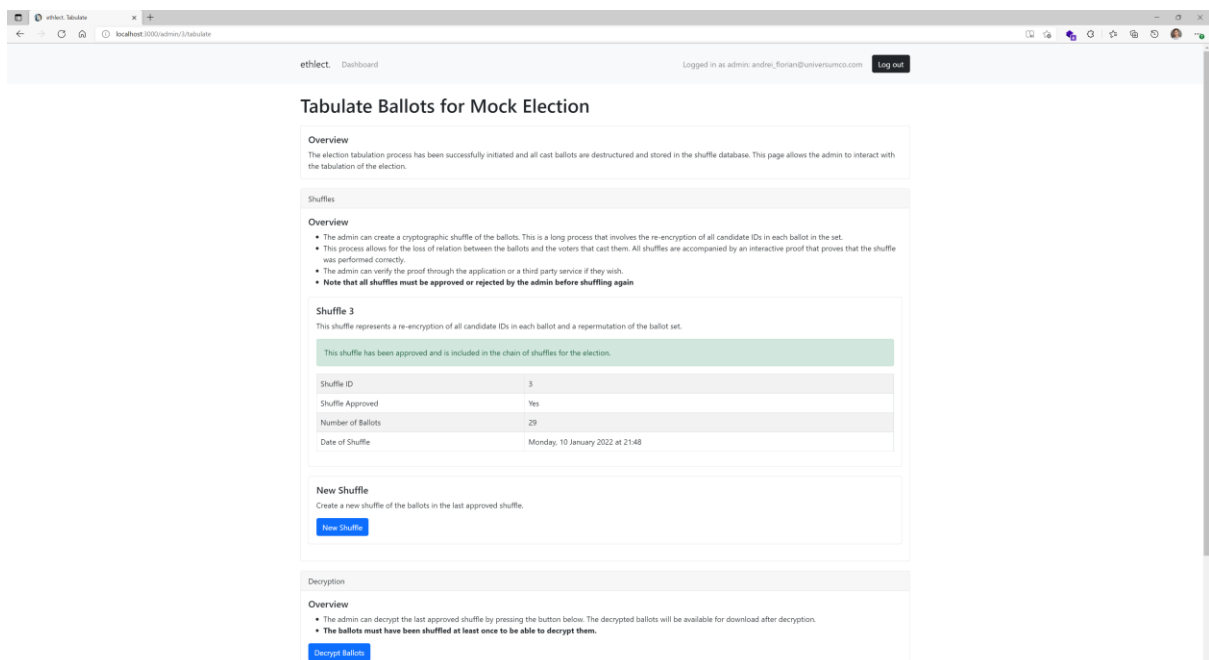 ethlect. Tabulate
localhost:3000/admin/3/tabulate
ethlect. Dashboard Logged in as admin: andrei_florian@universumco.com Log out
Tabulate Ballots for Mock Election
Overview
The election tabulation process has been successfully initiated and all cast ballots are destructured and stored in the shuffle database. This page allows the admin to interact with
the tabulation of the election.
Shuffles
Overview
• The admin can create a cryptographic shuffle of the ballots. This is a long process that involves the re-encryption of all candidate IDs in each ballot in the set.
• This process allows for the loss of relation between the ballots and the voters that cast them. All shuffles are accompanied by an interactive proof that proves that the shuffle
was performed correctly.
• The admin can verify the proof through the application or a third party service if they wish.
• Note that all shuffles must be approved or rejected by the admin before shuffling again
Shuffle 3
This shuffle represents a re-encryption of all candidate IDs in each ballot and a repermutation of the ballot set.
This shuffle has been approved and is included in the chain of shuffles for the election.
Shuffle ID 3
Shuffle Approved Yes
Number of Ballots 29
Date of Shuffle Monday, 10 January 2022 at 21:48
New Shuffle
Create a new shuffle of the ballots in the last approved shuffle.
New Shuffle
Decryption
Overview
• The admin can decrypt the last approved shuffle by pressing the button below. The decrypted ballots will be available for download after decryption.
• The ballots must have been shuffled at least once to be able to decrypt them.
Decrypt Ballots